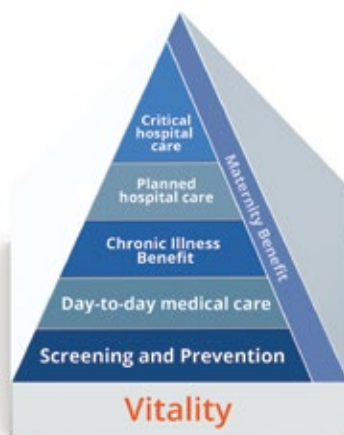 Critical
hospital
care
Planned
hospital care
Chronic Illness
Benefit
Day-to-day medical care
Screening and Prevention
Maternity Benefit
Vitality